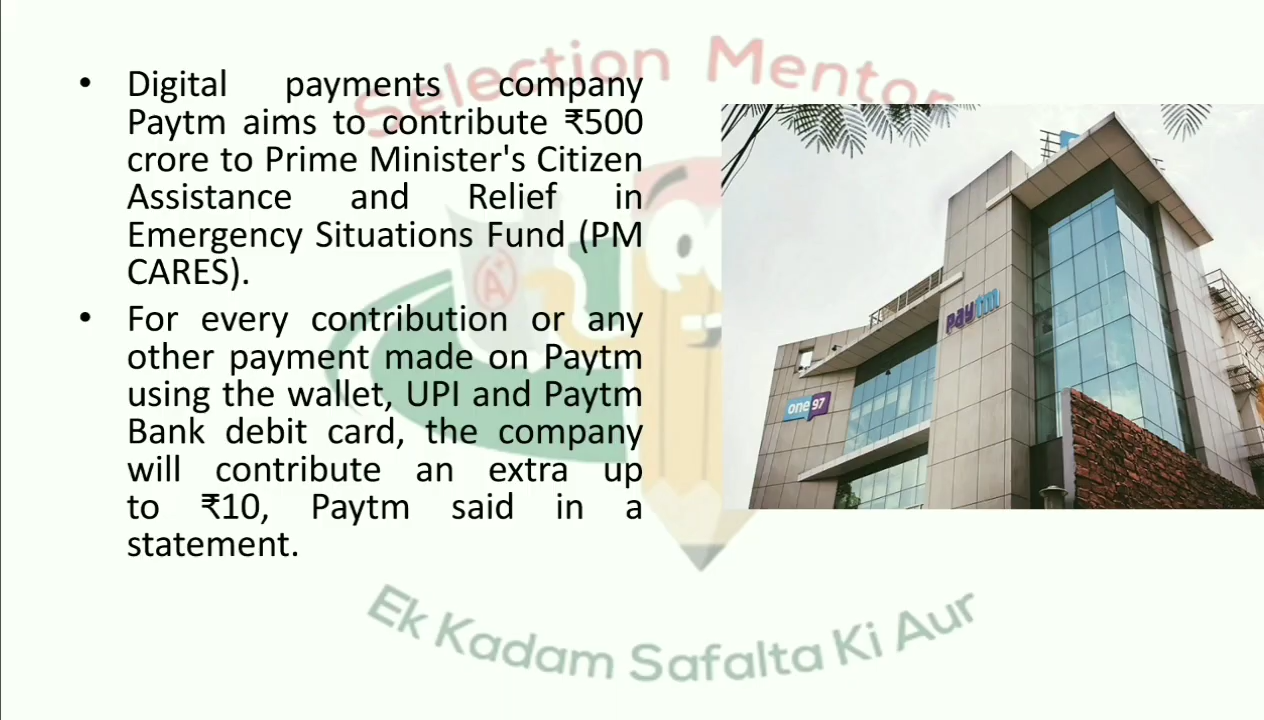 Selection Mentor
• Digital payments company
Paytm aims to contribute ₹500
crore to Prime Minister's Citizen
Assistance and Relief in
Emergency Situations Fund (PM
CARES).
• For every contribution or any
other payment made on Paytm
using the wallet, UPI and Paytm
Bank debit card, the company
will contribute an extra up
to ₹10, Paytm said in a
statement.
A+
paytm
one97
Ek Kadam Safalta Ki Aur